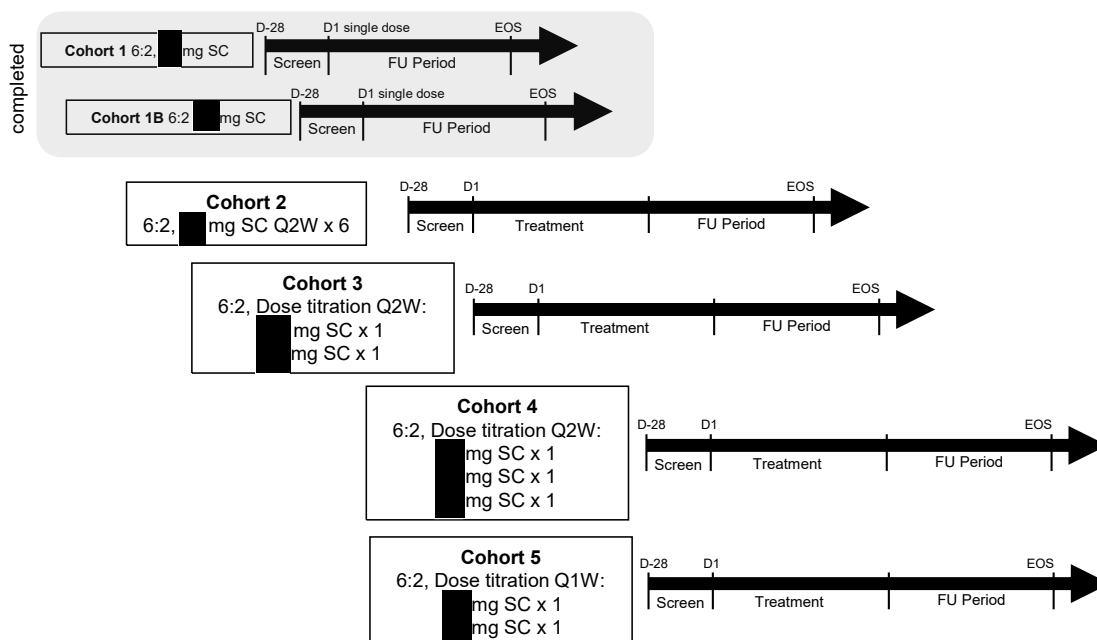 completed
D-28 D1 single dose EOS
Cohort 1 6:2, mg SC
Screen FU Period
D-28 D1 single dose EOS
Cohort 1B 6:2 mg SC
Screen FU Period
Cohort 2
6:2, mg SC Q2W x 6
D-28 D1 EOS
Screen Treatment FU Period
Cohort 3
6:2, Dose titration Q2W:
mg SC x 1
mg SC x 1
D-28 D1 EOS
Screen Treatment FU Period
Cohort 4
6:2, Dose titration Q2W:
mg SC x 1
mg SC x 1
mg SC x 1
D-28 D1 EOS
Screen Treatment FU Period
Cohort 5
6:2, Dose titration Q1W:
mg SC x 1
mg SC x 1
D-28 D1 EOS
Screen Treatment FU Period